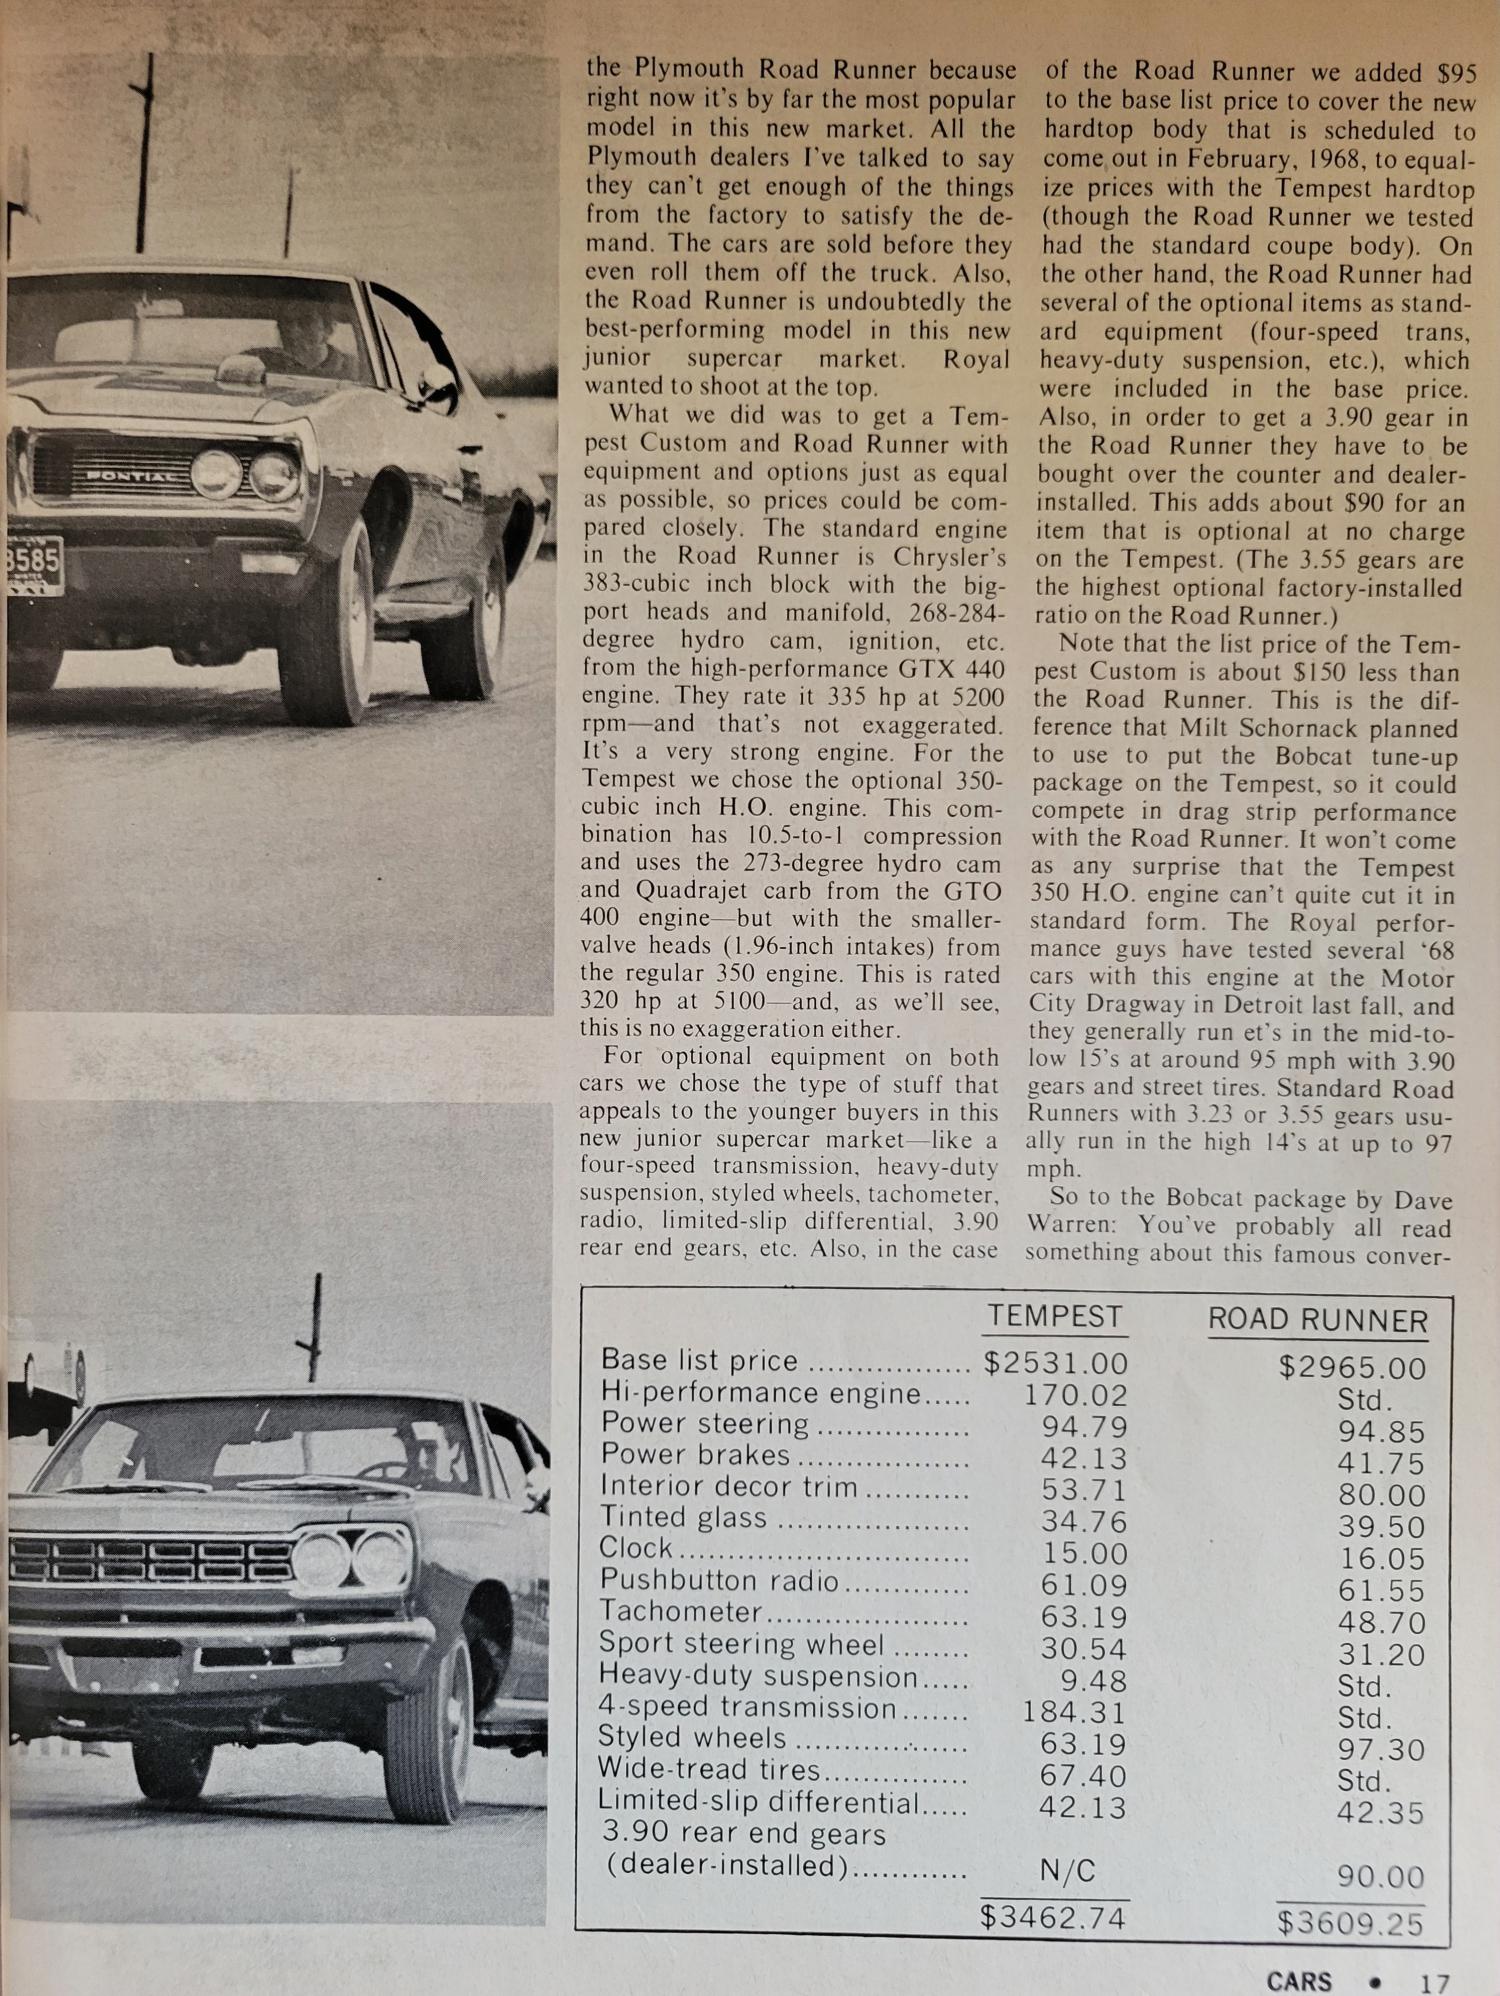 PONTIAC
8585
the Plymouth Road Runner because
right now it's by far the most popular
model in this new market. All the
Plymouth dealers I've talked to say
they can't get enough of the things
from the factory to satisfy the de-
mand. The cars are sold before they
even roll them off the truck. Also,
the Road Runner is undoubtedly the
best-performing model in this new
junior supercar market. Royal
wanted to shoot at the top.
What we did was to get a Tem-
pest Custom and Road Runner with
equipment and options just as equal
as possible, so prices could be com-
pared closely. The standard engine
in the Road Runner is Chrysler's
383-cubic inch block with the big-
port heads and manifold, 268-284-
degree hydro cam, ignition, etc.
from the high-performance GTX 440
engine. They rate it 335 hp at 5200
rpm—and that's not exaggerated.
It's a very strong engine. For the
Tempest we chose the optional 350-
cubic inch H.O. engine. This com-
bination has 10.5-to-1 compression
and uses the 273-degree hydro cam
and Quadrajet carb from the GTO
400 engine—but with the smaller-
valve heads (1.96-inch intakes) from
the regular 350 engine. This is rated
320 hp at 5100—and, as we'll see,
this is no exaggeration either.
For optional equipment on both
cars we chose the type of stuff that
appeals to the younger buyers in this
new junior supercar market—like a
four-speed transmission, heavy-duty
suspension, styled wheels, tachometer,
radio, limited-slip differential, 3.90
rear end gears, etc. Also, in the case
of the Road Runner we added $95
to the base list price to cover the new
hardtop body that is scheduled to
come out in February, 1968, to equal-
ize prices with the Tempest hardtop
(though the Road Runner we tested
had the standard coupe body). On
the other hand, the Road Runner had
several of the optional items as stand-
ard equipment (four-speed trans,
heavy-duty suspension, etc.), which
were included in the base price.
Also, in order to get a 3.90 gear in
the Road Runner they have to be
bought over the counter and dealer-
installed. This adds about $90 for an
item that is optional at no charge
on the Tempest. (The 3.55 gears are
the highest optional factory-installed
ratio on the Road Runner.)
Note that the list price of the Tem-
pest Custom is about $150 less than
the Road Runner. This is the dif-
ference that Milt Schornack planned
to use to put the Bobcat tune-up
package on the Tempest, so it could
compete in drag strip performance
with the Road Runner. It won't come
as any surprise that the Tempest
350 H.O. engine can't quite cut it in
standard form. The Royal perfor-
mance guys have tested several '68
cars with this engine at the Motor
City Dragway in Detroit last fall, and
they generally run et's in the mid-to-
low 15's at around 95 mph with 3.90
gears and street tires. Standard Road
Runners with 3.23 or 3.55 gears usu-
ally run in the high 14's at up to 97
mph.
So to the Bobcat package by Dave
Warren: You've probably all read
something about this famous conver-
TEMPEST ROAD RUNNER
Base list price ................. $2531.00 $2965.00
Hi-performance engine..... 170.02 Std.
Power steering ................ 94.79 94.85
Power brakes .................. 42.13 41.75
Interior decor trim ........... 53.71 80.00
Tinted glass .................... 34.76 39.50
Clock.............................. 15.00 16.05
Pushbutton radio............. 61.09 61.55
Tachometer..................... 63.19 48.70
Sport steering wheel ........ 30.54 31.20
Heavy-duty suspension..... 9.48 Std.
4-speed transmission....... 184.31 Std.
Styled wheels .................. 63.19 97.30
Wide-tread tires............... 67.40 Std.
Limited-slip differential..... 42.13 42.35
3.90 rear end gears
(dealer-installed)............ N/C 90.00
$3462.74 $3609.25
CARS • 17